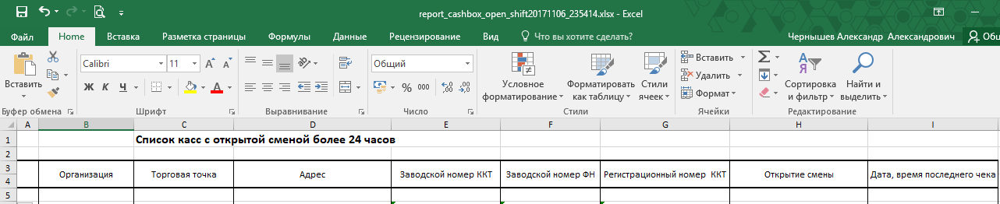 report_cashbox_open_shift20171106_235414.xlsx - Excel
Файл Home Вставка Разметка страницы Формулы Данные Рецензирование Вид Что вы хотите сделать? Чернышев Александр Александрович
Вставить
Calibri 11
Ж К Ч
Общий
% 000
Условное форматирование
Форматировать как таблицу
Стили ячеек
Вставить
Удалить
Формат
Сортировка и фильтр
Найти и выделить
Буфер обмена Шрифт Выравнивание Число Стили Ячейки Редактирование
A B C D E F G H I
1 Список касс с открытой сменой более 24 часов
2
3
4
Организация Торговая точка Адрес Заводской номер ККТ Заводской номер ФН Регистрационный номер ККТ Открытие смены Дата, время последнего чека
5